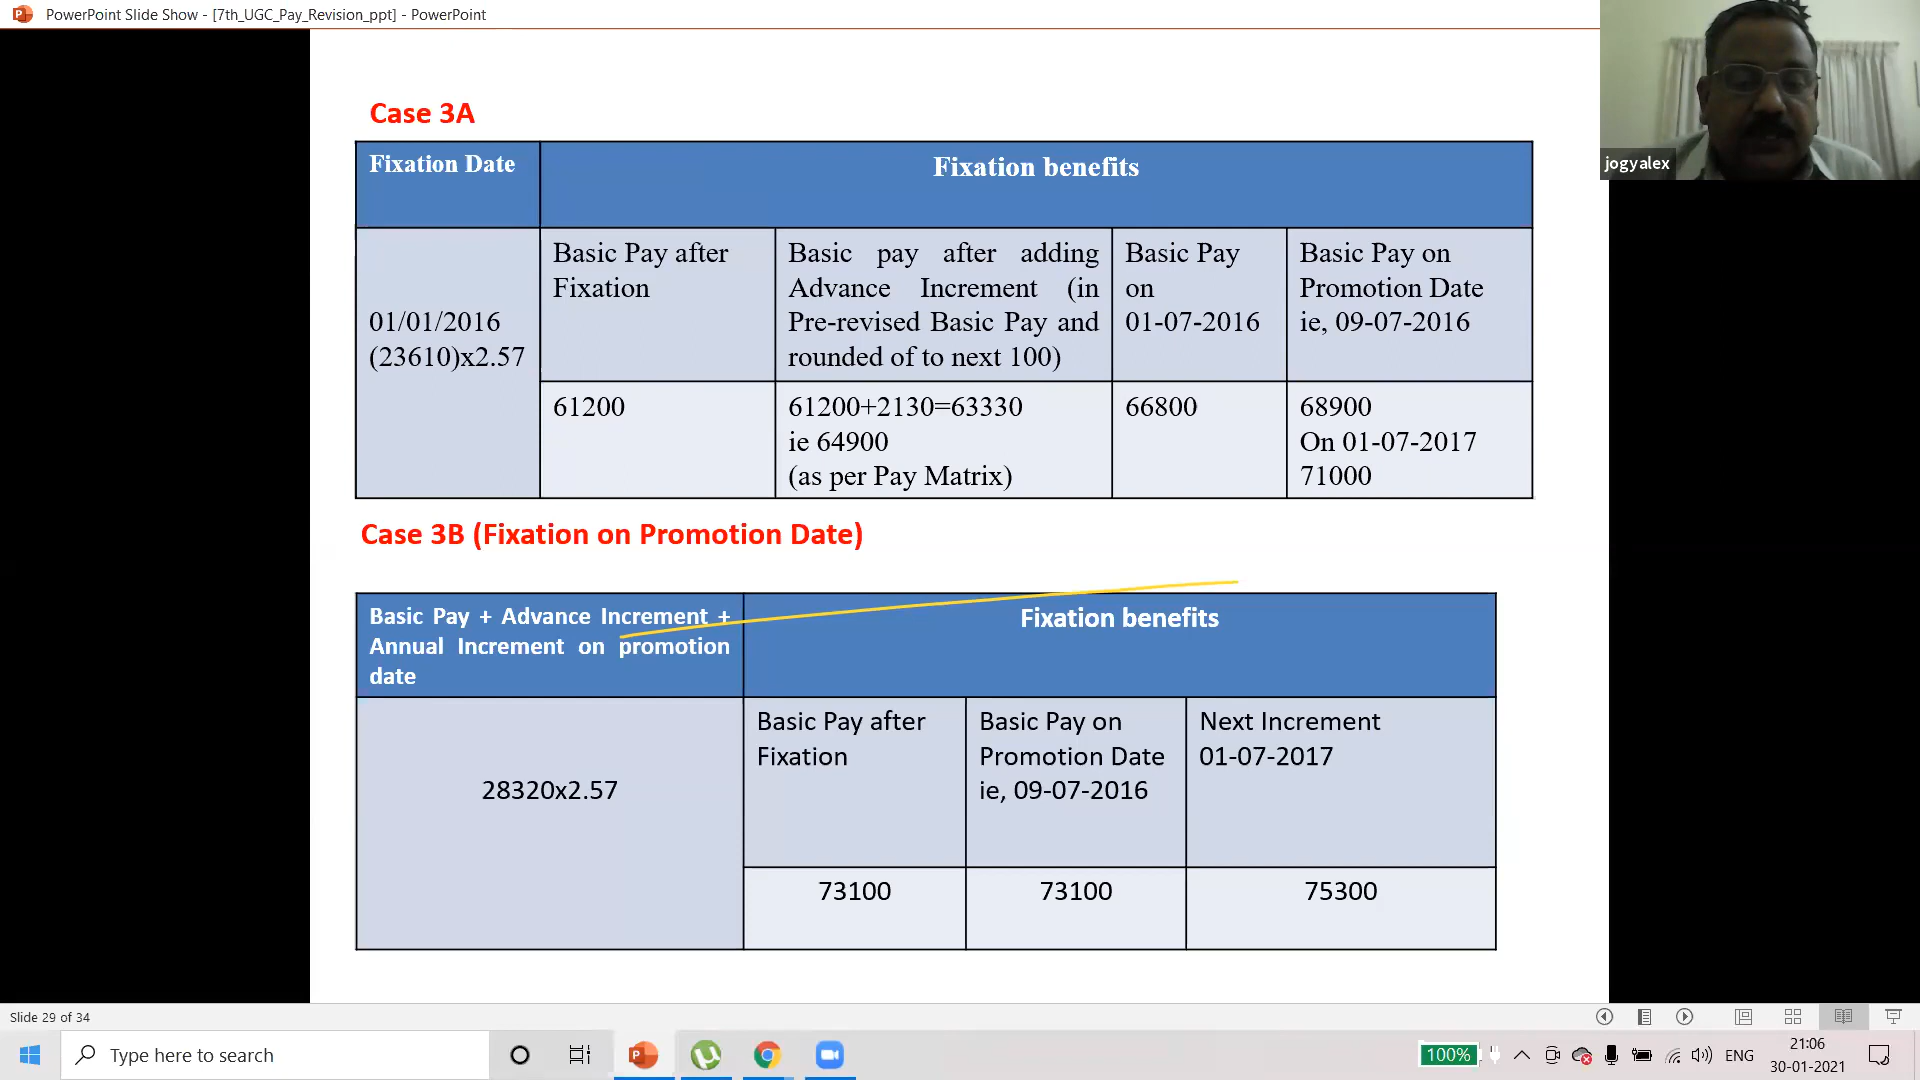 PowerPoint Slide Show - [7th_UGC_Pay_Revision_ppt] - PowerPoint
jogyalex
Case 3A
Fixation Date
Fixation benefits
01/01/2016
(23610)x2.57
Basic Pay after
Fixation
Basic pay after adding
Advance Increment (in
Pre-revised Basic Pay and
rounded of to next 100)
Basic Pay
on
01-07-2016
Basic Pay on
Promotion Date
ie, 09-07-2016
61200
61200+2130=63330
ie 64900
(as per Pay Matrix)
66800
68900
On 01-07-2017
71000
Case 3B (Fixation on Promotion Date)
Basic Pay + Advance Increment +
Annual Increment on promotion
date
Fixation benefits
28320x2.57
Basic Pay after
Fixation
Basic Pay on
Promotion Date
ie, 09-07-2016
Next Increment
01-07-2017
73100
73100
75300
Slide 29 of 34
Type here to search
100%
ENG
21:06
30-01-2021